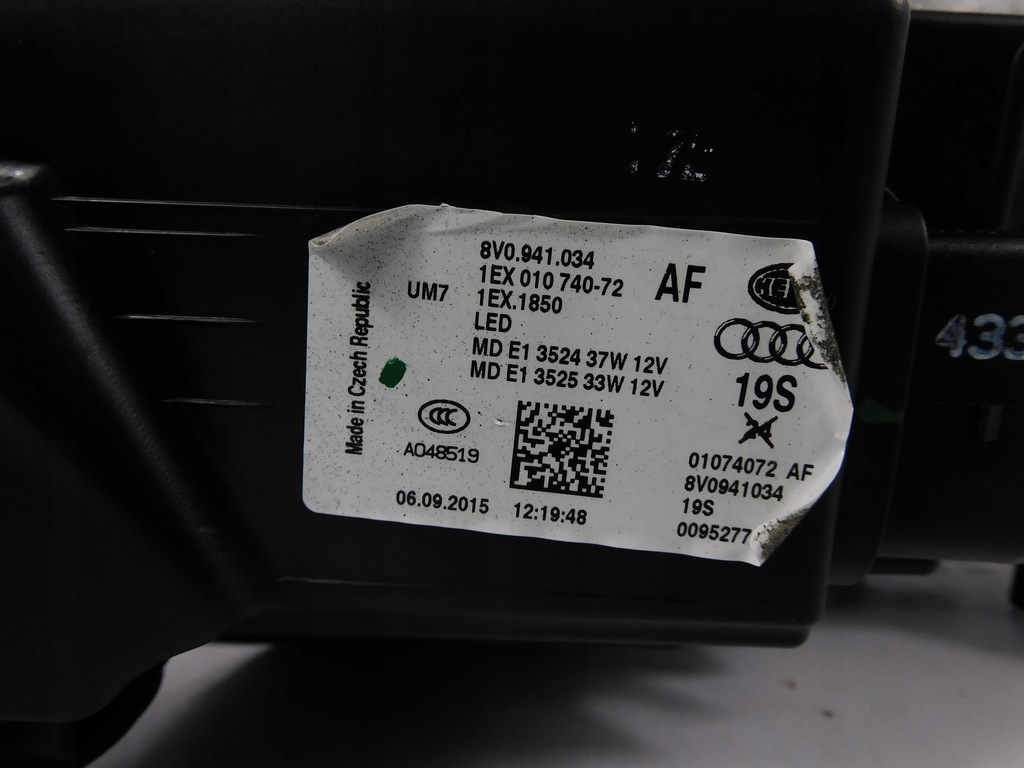 8V0.941.034
1EX 010 740-72
1EX.1850
LED
MD E1 3524 37W 12V
MD E1 3525 33W 12V
UM7
AF
Made in Czech Republic
CCC
A048519
19S
01074072 AF
8V0941034
19S
0095277
06.09.2015 12:19:48
433